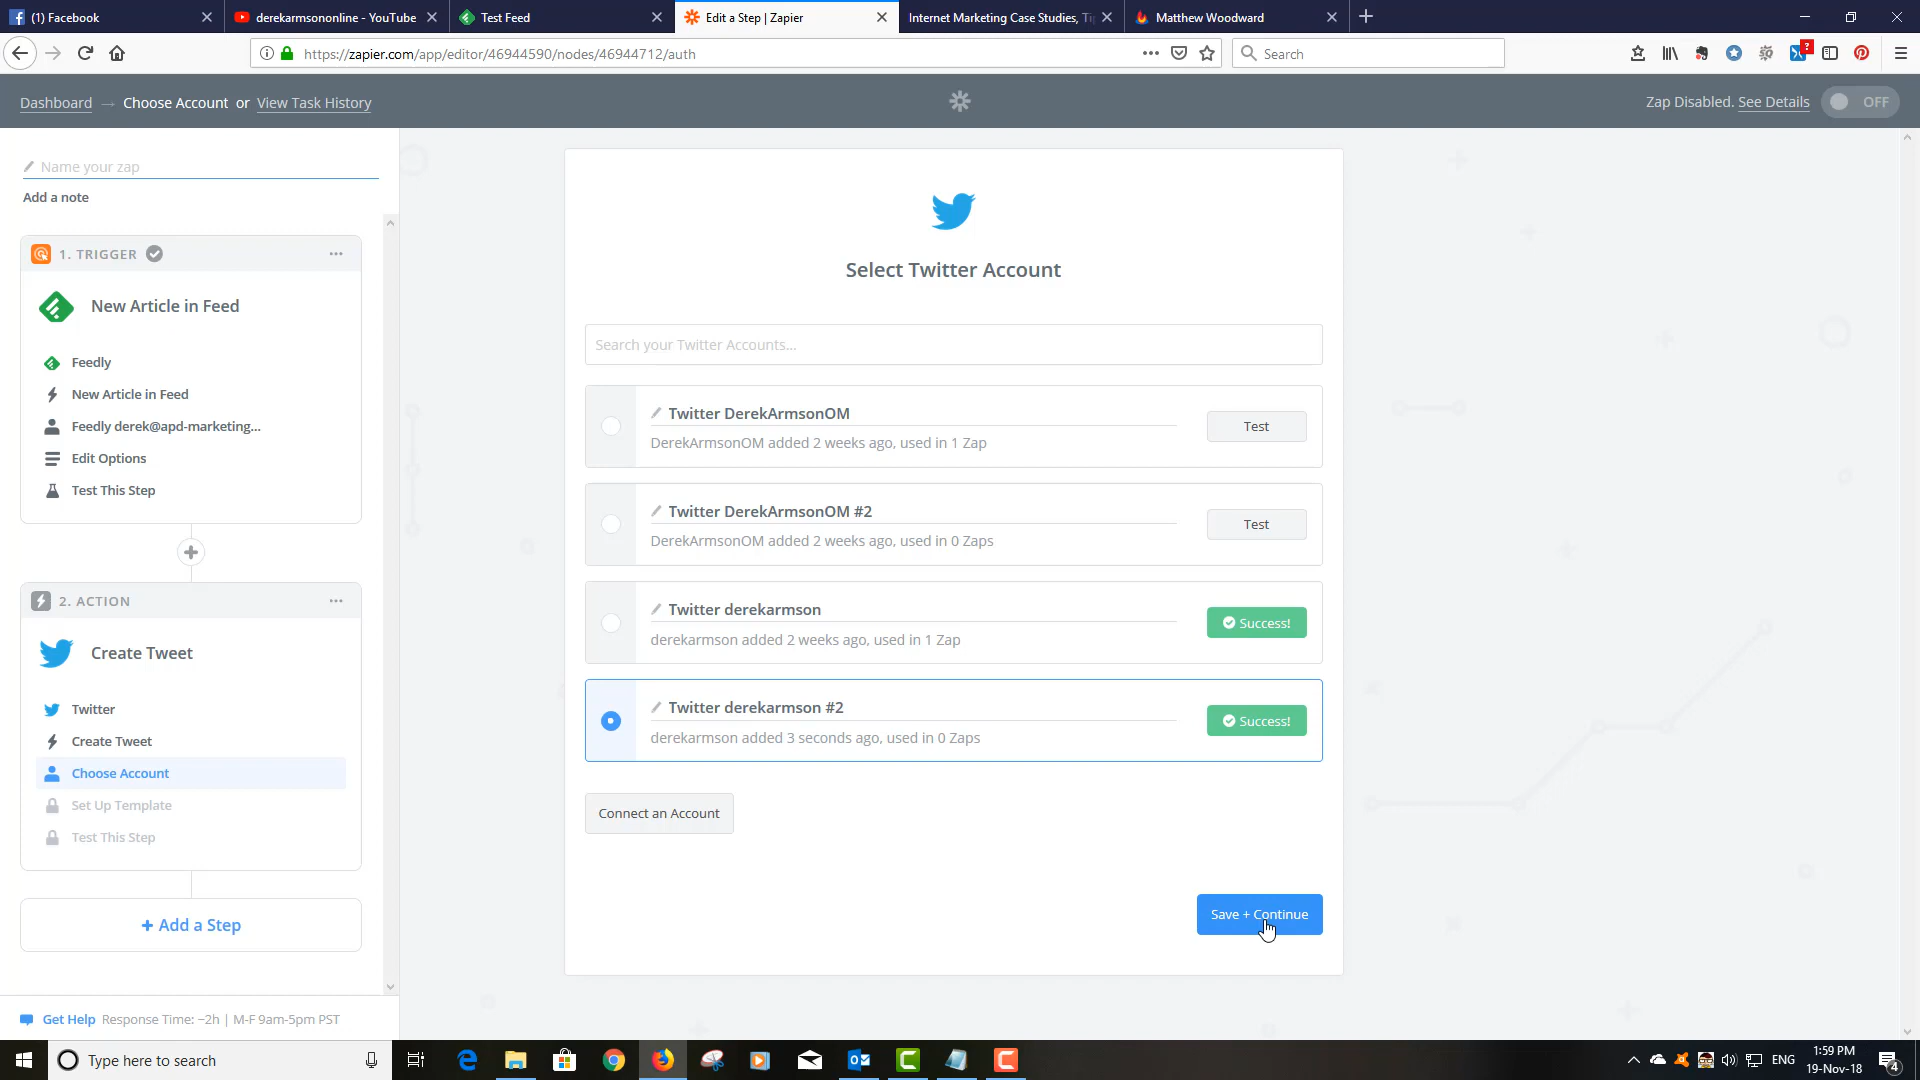 (1) Facebook
derekarmsononline - YouTube
Test Feed
Edit a Step | Zapier
Internet Marketing Case Studies, Ti
Matthew Woodward
https://zapier.com/app/editor/46944590/nodes/46944712/auth
Search
Dashboard → Choose Account or View Task History
Zap Disabled. See Details
OFF
Name your zap
Add a note
1. TRIGGER
New Article in Feed
Feedly
New Article in Feed
Feedly derek@apd-marketing...
Edit Options
Test This Step
2. ACTION
Create Tweet
Twitter
Create Tweet
Choose Account
Set Up Template
Test This Step
+ Add a Step
Get Help Response Time: ~2h | M-F 9am-5pm PST
Select Twitter Account
Search your Twitter Accounts...
Twitter DerekArmsonOM
DerekArmsonOM added 2 weeks ago, used in 1 Zap
Test
Twitter DerekArmsonOM #2
DerekArmsonOM added 2 weeks ago, used in 0 Zaps
Test
Twitter derekarmson
derekarmson added 2 weeks ago, used in 1 Zap
Success!
Twitter derekarmson #2
derekarmson added 3 seconds ago, used in 0 Zaps
Success!
Connect an Account
Save + Continue
Type here to search
ENG
1:59 PM
19-Nov-18
4